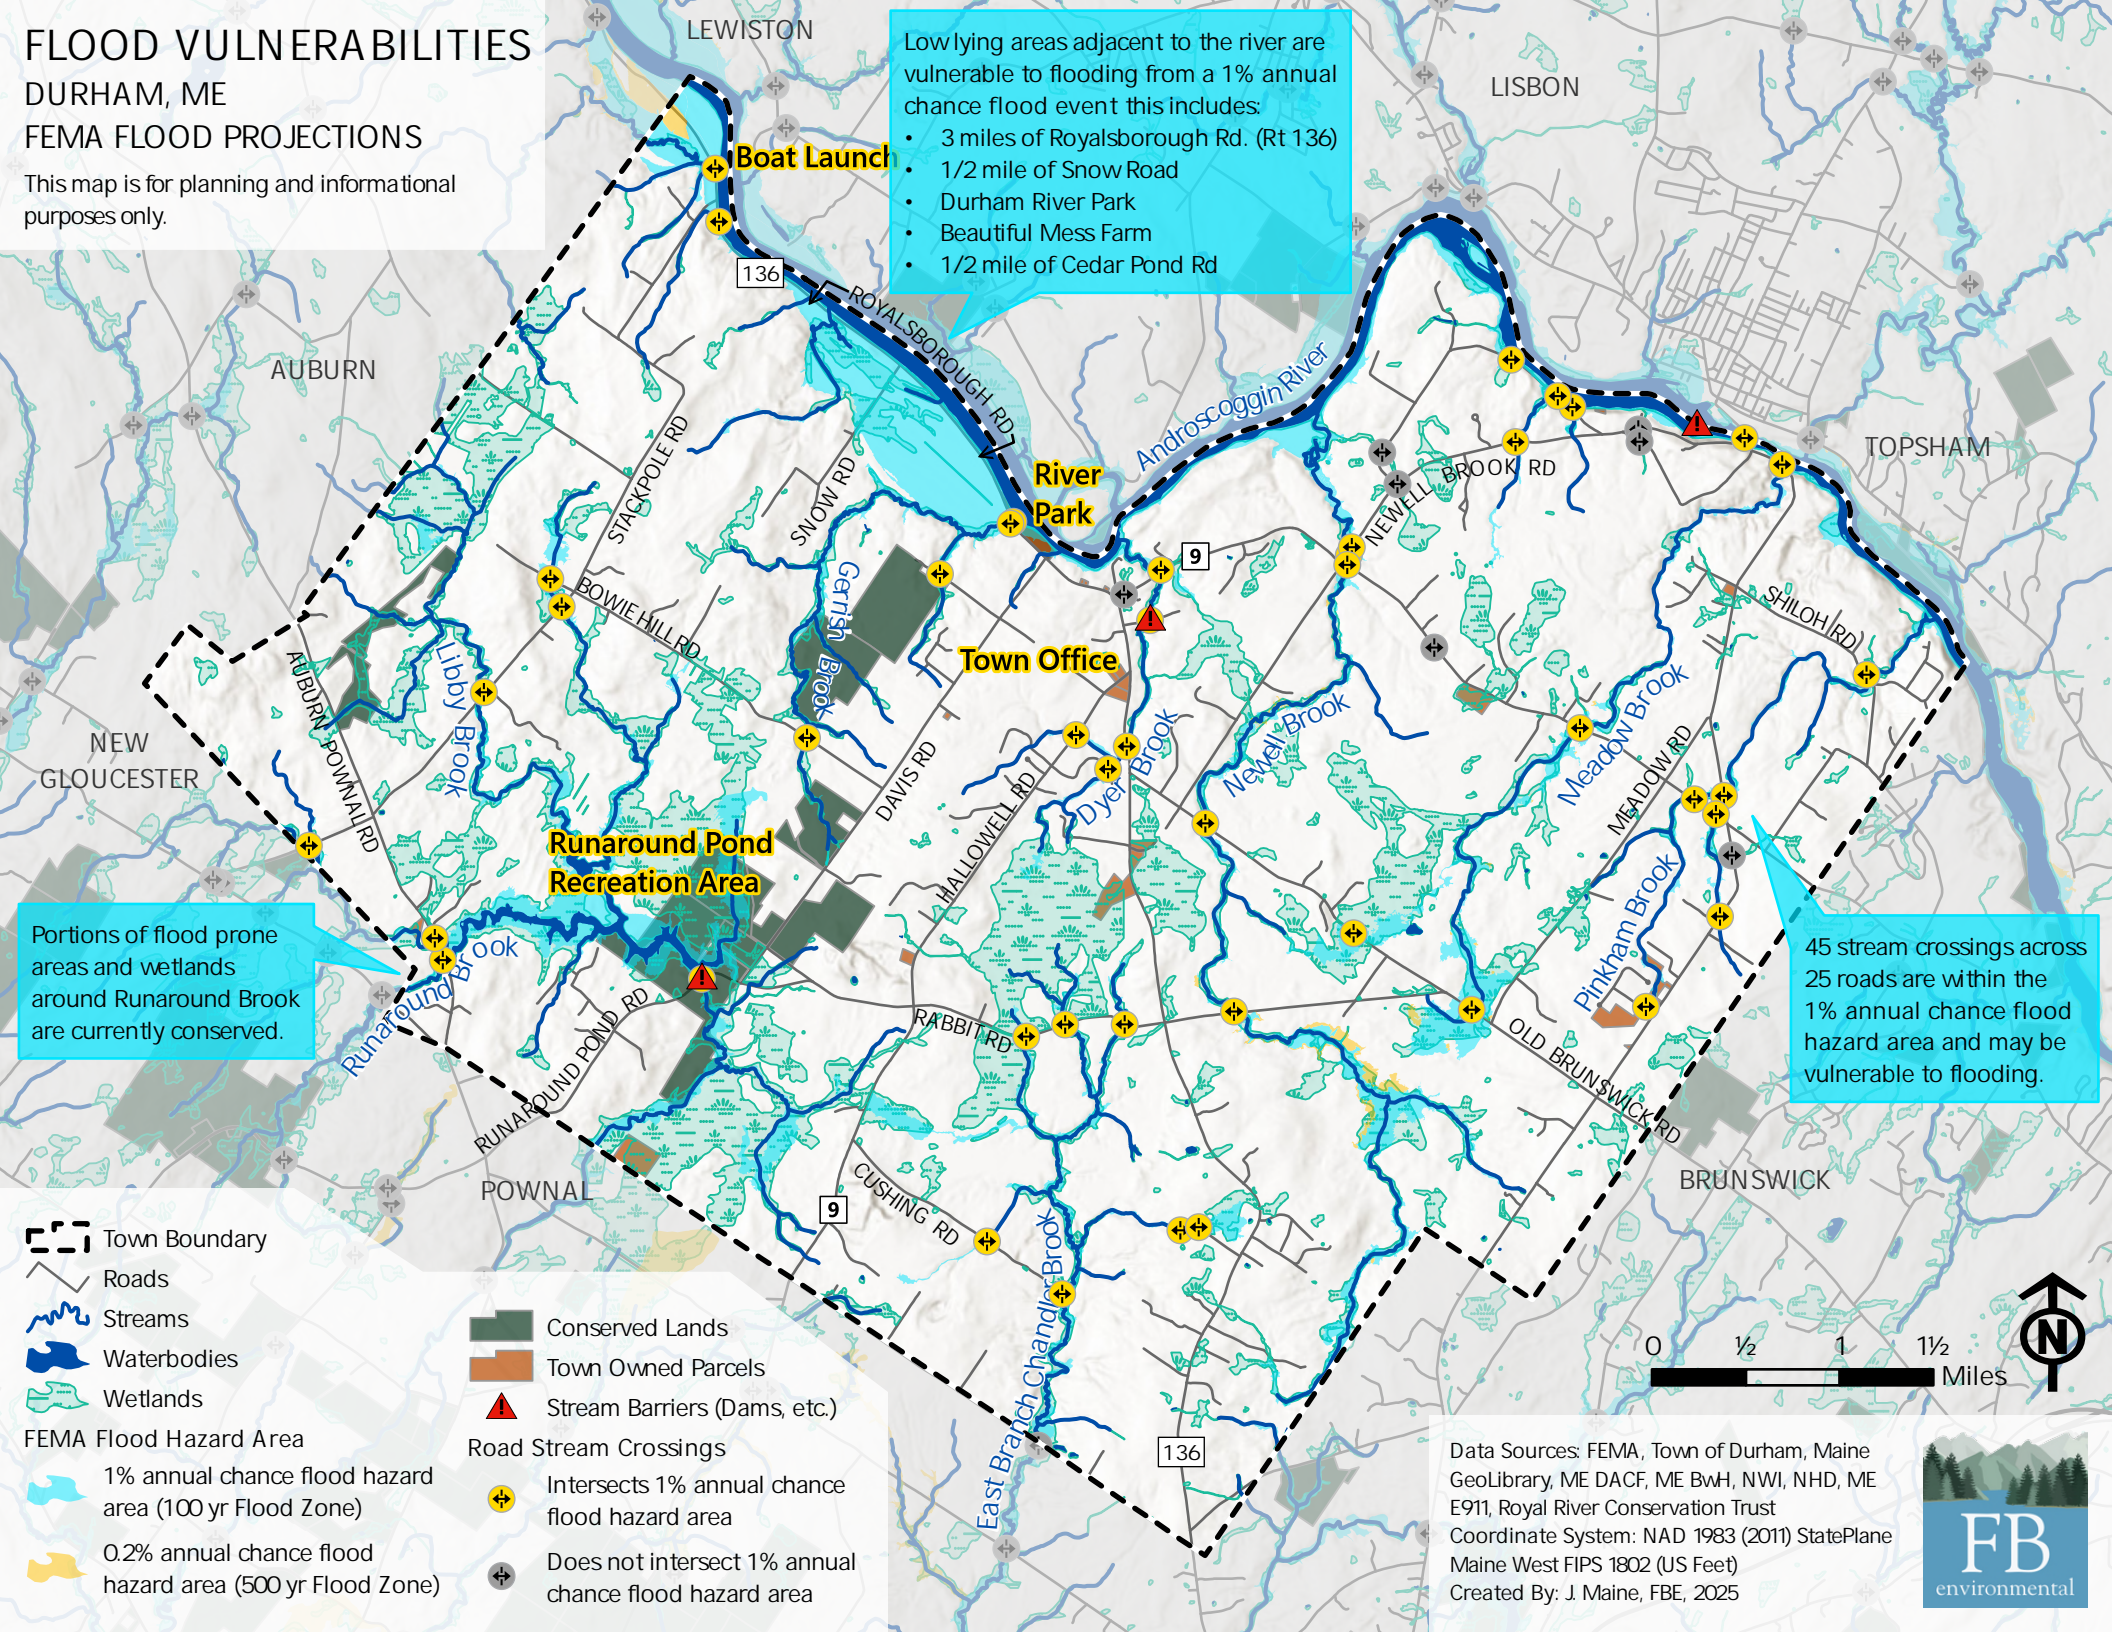 FLOOD VULNERABILITIES
DURHAM, ME
FEMA FLOOD PROJECTIONS
This map is for planning and informational
purposes only.
LEWISTON
Low lying areas adjacent to the river are
vulnerable to flooding from a 1% annual
chance flood event this includes:
• 3 miles of Royalsborough Rd. (Rt 136)
• 1/2 mile of Snow Road
• Durham River Park
• Beautiful Mess Farm
• 1/2 mile of Cedar Pond Rd
LISBON
Boat Launch
136
ROYALSBOROUGH RD
AUBURN
Androscoggin River
TOPSHAM
STACKPOLE RD
SNOW RD
River
Park
NEWELL BROOK RD
9
BOWIE HILL RD
Gerrish Brook
SHILOH RD
Town Office
AUBURN POWNAL RD
Libby Brook
NEW
GLOUCESTER
DAVIS RD
HALLOWELL RD
Dyer Brook
Newell Brook
Meadow Brook
MEADOW RD
Runaround Pond
Recreation Area
Pinkham Brook
Portions of flood prone
areas and wetlands
around Runaround Brook
are currently conserved.
Runaround Brook
45 stream crossings across
25 roads are within the
1% annual chance flood
hazard area and may be
vulnerable to flooding.
RUNAROUND POND RD
RABBIT RD
OLD BRUNSWICK RD
POWNAL
BRUNSWICK
9
CUSHING RD
East Branch Chandler Brook
136
Town Boundary
Roads
Streams
Waterbodies
Wetlands
FEMA Flood Hazard Area
1% annual chance flood hazard
area (100 yr Flood Zone)
0.2% annual chance flood
hazard area (500 yr Flood Zone)
Conserved Lands
Town Owned Parcels
Stream Barriers (Dams, etc.)
Road Stream Crossings
Intersects 1% annual chance
flood hazard area
Does not intersect 1% annual
chance flood hazard area
0 ½ 1 1½
Miles
N
Data Sources: FEMA, Town of Durham, Maine
GeoLibrary, ME DACF, ME BwH, NWI, NHD, ME
E911, Royal River Conservation Trust
Coordinate System: NAD 1983 (2011) StatePlane
Maine West FIPS 1802 (US Feet)
Created By: J. Maine, FBE, 2025
FB
environmental